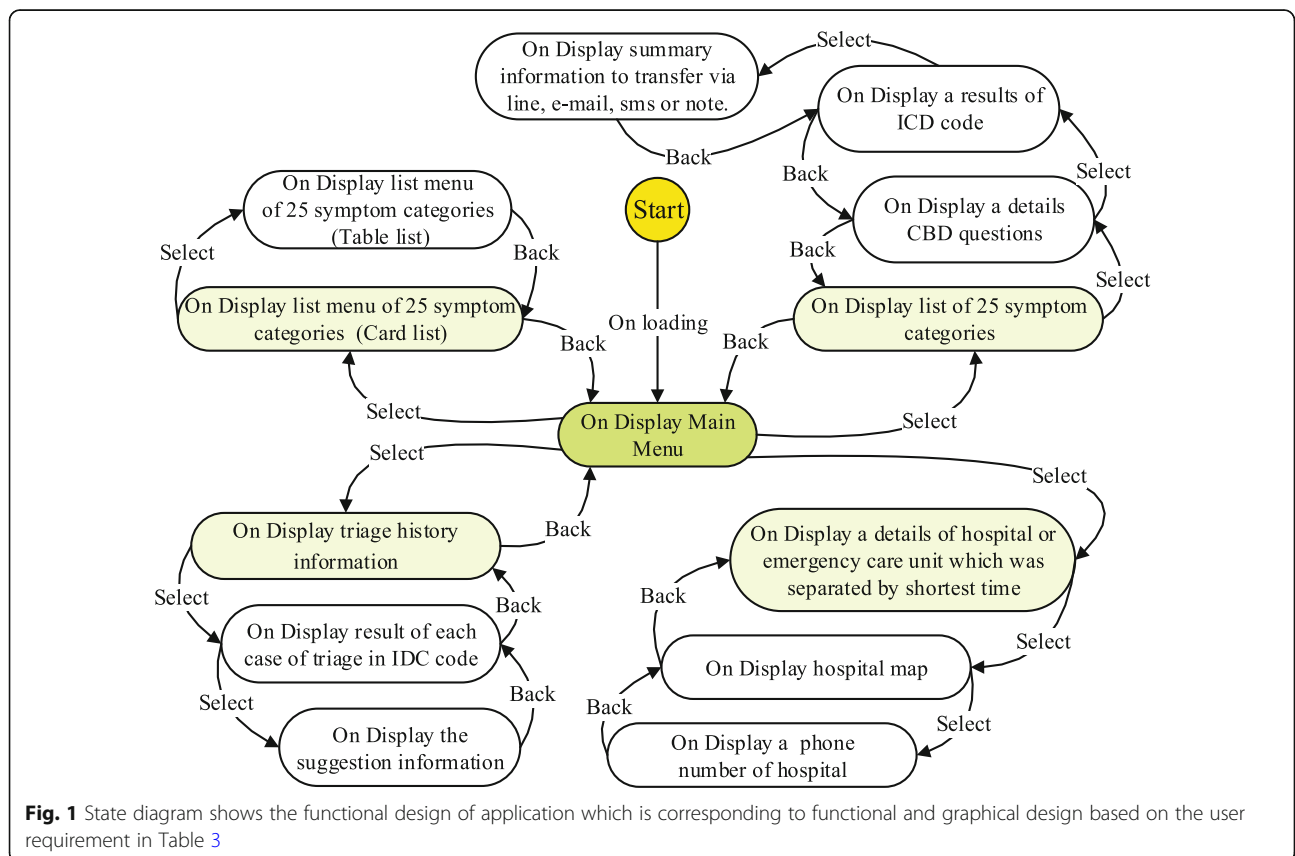 On Display summary
information to transfer via
line, e-mail, sms or note.
Select
On Display a results of
ICD code
Back
Back
Select
On Display a details
CBD questions
Back
Select
On Display list of 25 symptom
categories
Back
Select
Start
On loading
On Display list menu
of 25 symptom categories
(Table list)
Select
Back
On Display list menu of 25 symptom
categories (Card list)
Back
Select
On Display Main
Menu
Select
Select
On Display triage history
information
Back
Select
Back
On Display result of each
case of triage in IDC code
Select
Back
On Display the
suggestion information
On Display a details of hospital or
emergency care unit which was
separated by shortest time
Back
Select
On Display hospital map
Back
Select
On Display a phone
number of hospital
Fig. 1 State diagram shows the functional design of application which is corresponding to functional and graphical design based on the user
requirement in Table 3